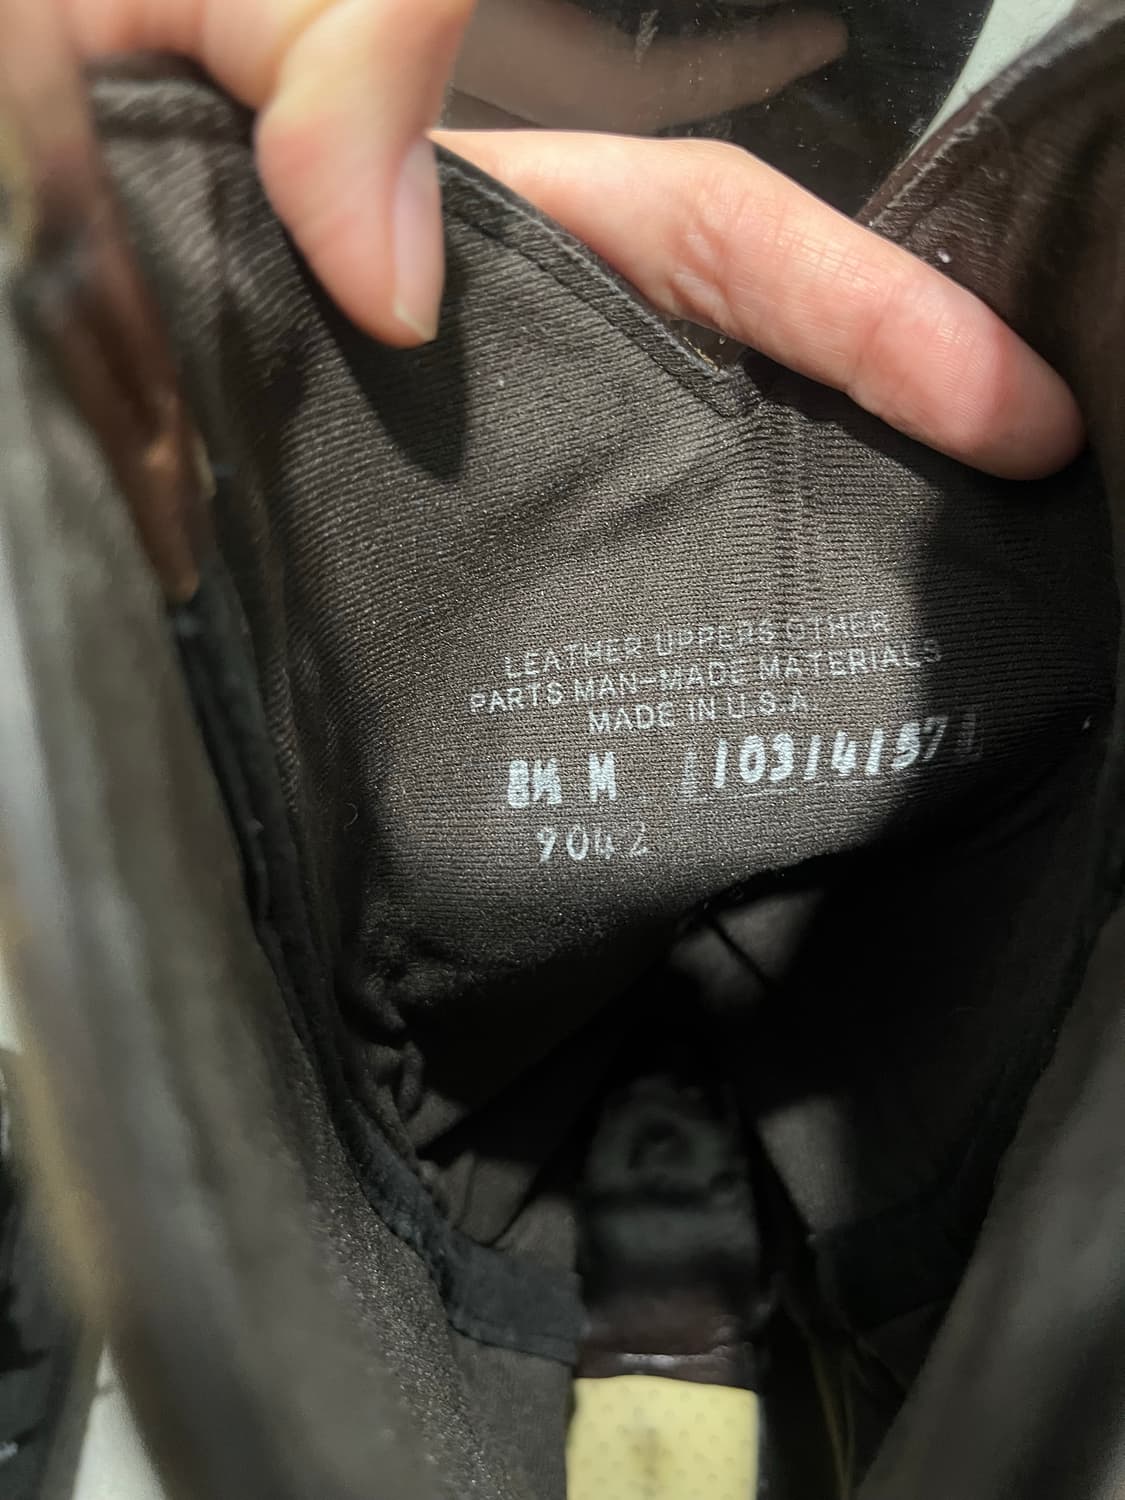 LEATHER UPPERS OTHER
PARTS MAN-MADE MATERIALS
MADE IN U.S.A
8½ M
9042